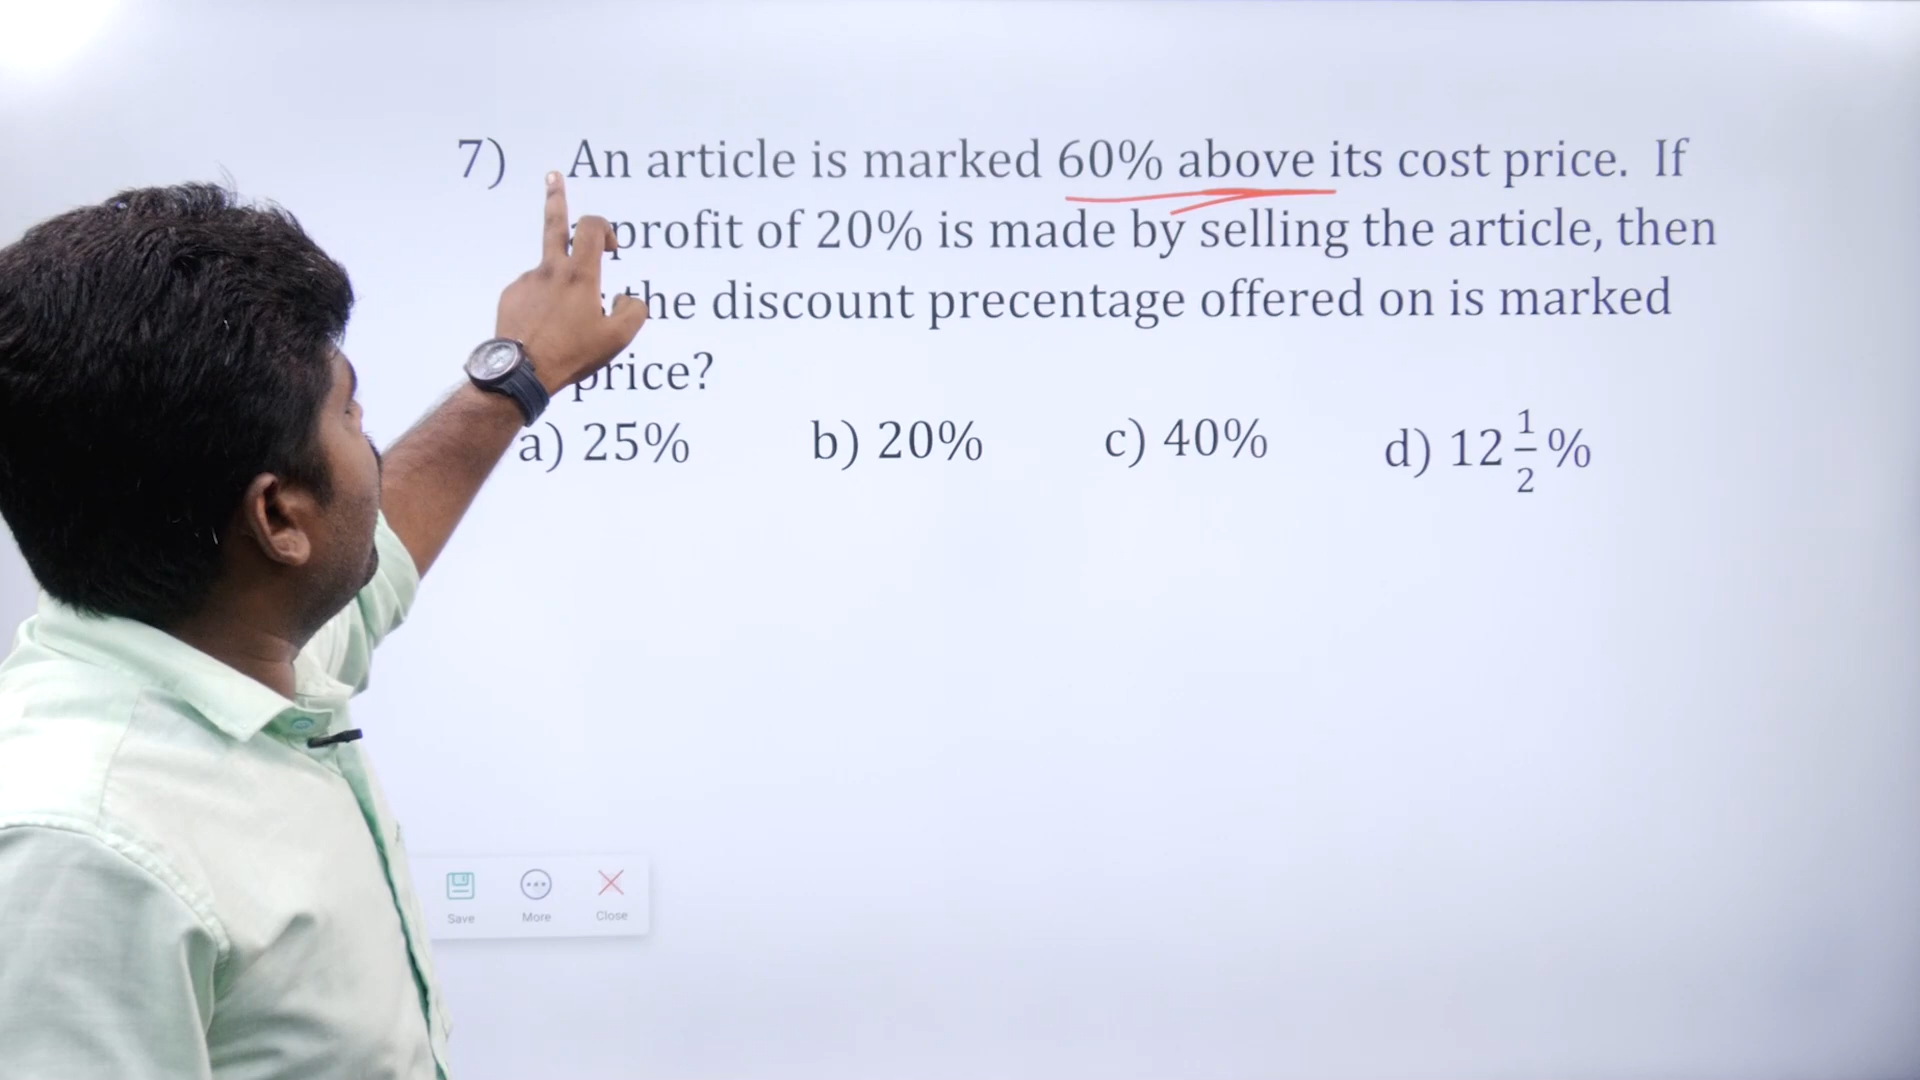 7) An article is marked 60% above its cost price. If
profit of 20% is made by selling the article, then
the discount precentage offered on is marked
price?
a) 25% b) 20% c) 40% d) 12 1/2 %
Save More Close